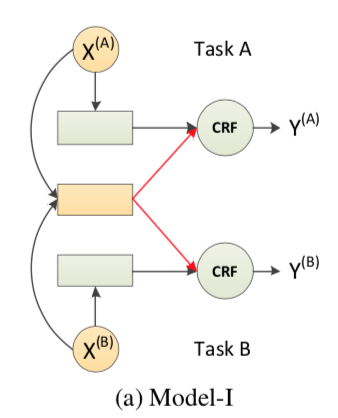 X(A) Task A
CRF Y(A)
CRF Y(B)
X(B) Task B
(a) Model-I